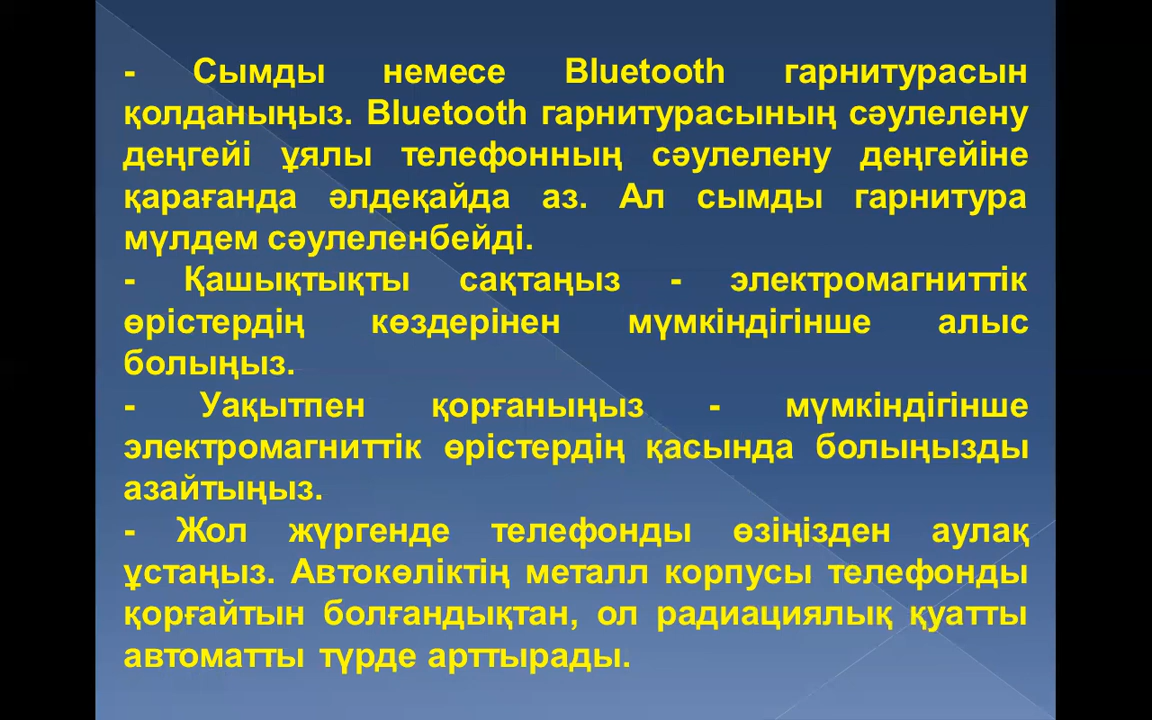 - Сымды немесе Bluetooth гарнитурасын
қолданыңыз. Bluetooth гарнитурасының сәулелену
деңгейі ұялы телефонның сәулелену деңгейіне
қарағанда әлдеқайда аз. Ал сымды гарнитура
мүлдем сәулеленбейді.
- Қашықтықты сақтаңыз - электромагниттік
өрістердің көздерінен мүмкіндігінше алыс
болыңыз.
- Уақытпен қорғаныңыз - мүмкіндігінше
электромагниттік өрістердің қасында болыңызды
азайтыңыз.
- Жол жүргенде телефонды өзіңізден аулақ
ұстаңыз. Автокөліктің металл корпусы телефонды
қорғайтын болғандықтан, ол радиациялық қуатты
автоматты түрде арттырады.